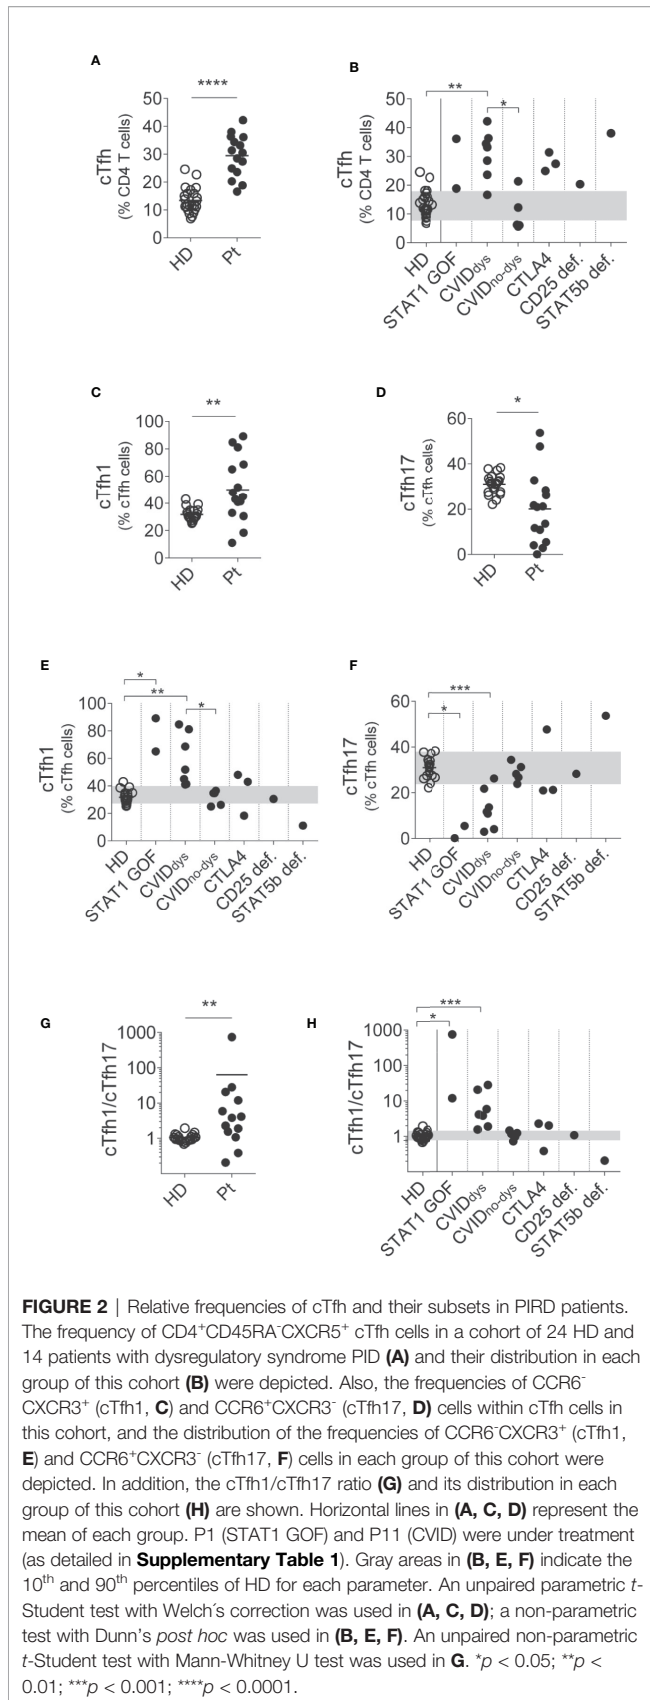 A
****
50
40
30
20
10
0
cTfh
(% CD4 T cells)
HD
Pt
B
**
*
50
40
30
20
10
0
cTfh
(% CD4 T cells)
HD
STAT1 GOF
CVIDdys
CVIDno-dys
CTLA4
CD25 def.
STAT5b def.
C
**
100
80
60
40
20
0
cTfh1
(% cTfh cells)
HD
Pt
D
*
60
40
20
0
cTfh17
(% cTfh cells)
HD
Pt
E
*
**
*
100
80
60
40
20
0
cTfh1
(% cTfh cells)
HD
STAT1 GOF
CVIDdys
CVIDno-dys
CTLA4
CD25 def.
STAT5b def.
F
***
*
60
40
20
0
cTfh17
(% cTfh cells)
HD
STAT1 GOF
CVIDdys
CVIDno-dys
CTLA4
CD25 def.
STAT5b def.
G
**
1000
100
10
1
cTfh1/cTfh17
HD
Pt
H
***
*
1000
100
10
1
cTfh1/cTfh17
HD
STAT1 GOF
CVIDdys
CVIDno-dys
CTLA4
CD25 def.
STAT5b def.
FIGURE 2 | Relative frequencies of cTfh and their subsets in PIRD patients.
The frequency of CD4⁺CD45RA⁻CXCR5⁺ cTfh cells in a cohort of 24 HD and
14 patients with dysregulatory syndrome PID (A) and their distribution in each
group of this cohort (B) were depicted. Also, the frequencies of CCR6⁻
CXCR3⁺ (cTfh1, C) and CCR6⁺CXCR3⁻ (cTfh17, D) cells within cTfh cells in
this cohort, and the distribution of the frequencies of CCR6⁻CXCR3⁺ (cTfh1,
E) and CCR6⁺CXCR3⁻ (cTfh17, F) cells in each group of this cohort were
depicted. In addition, the cTfh1/cTfh17 ratio (G) and its distribution in each
group of this cohort (H) are shown. Horizontal lines in (A, C, D) represent the
mean of each group. P1 (STAT1 GOF) and P11 (CVID) were under treatment
(as detailed in Supplementary Table 1). Gray areas in (B, E, F) indicate the
10th and 90th percentiles of HD for each parameter. An unpaired parametric t-
Student test with Welch´s correction was used in (A, C, D); a non-parametric
test with Dunn’s post hoc was used in (B, E, F). An unpaired non-parametric
t-Student test with Mann-Whitney U test was used in G. *p < 0.05; **p <
0.01; ***p < 0.001; ****p < 0.0001.